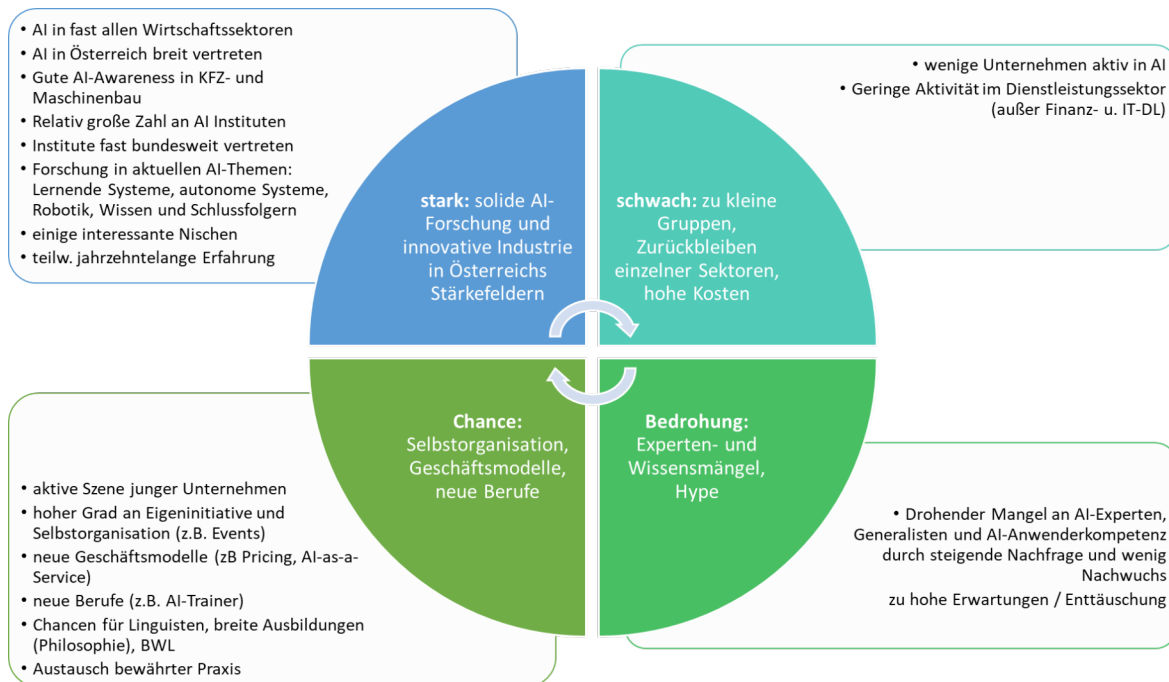 • AI in fast allen Wirtschaftssektoren
• AI in Österreich breit vertreten
• Gute AI-Awareness in KFZ- und
Maschinenbau
• Relativ große Zahl an AI Instituten
• Institute fast bundesweit vertreten
• Forschung in aktuellen AI-Themen:
Lernende Systeme, autonome Systeme,
Robotik, Wissen und Schlussfolgern
• einige interessante Nischen
• teilw. jahrzehntelange Erfahrung
• wenige Unternehmen aktiv in AI
• Geringe Aktivität im Dienstleistungssektor
(außer Finanz- u. IT-DL)
stark: solide AI-
Forschung und
innovative Industrie
in Österreichs
Stärkefeldern
schwach: zu kleine
Gruppen,
Zurückbleiben
einzelner Sektoren,
hohe Kosten
Chance:
Selbstorganisation,
Geschäftsmodelle,
neue Berufe
Bedrohung:
Experten- und
Wissensmängel,
Hype
• aktive Szene junger Unternehmen
• hoher Grad an Eigeninitiative und
Selbstorganisation (z.B. Events)
• neue Geschäftsmodelle (zB Pricing, AI-as-a-
Service)
• neue Berufe (z.B. AI-Trainer)
• Chancen für Linguisten, breite Ausbildungen
(Philosophie), BWL
• Austausch bewährter Praxis
• Drohender Mangel an AI-Experten,
Generalisten und AI-Anwenderkompetenz
durch steigende Nachfrage und wenig
Nachwuchs
zu hohe Erwartungen / Enttäuschung